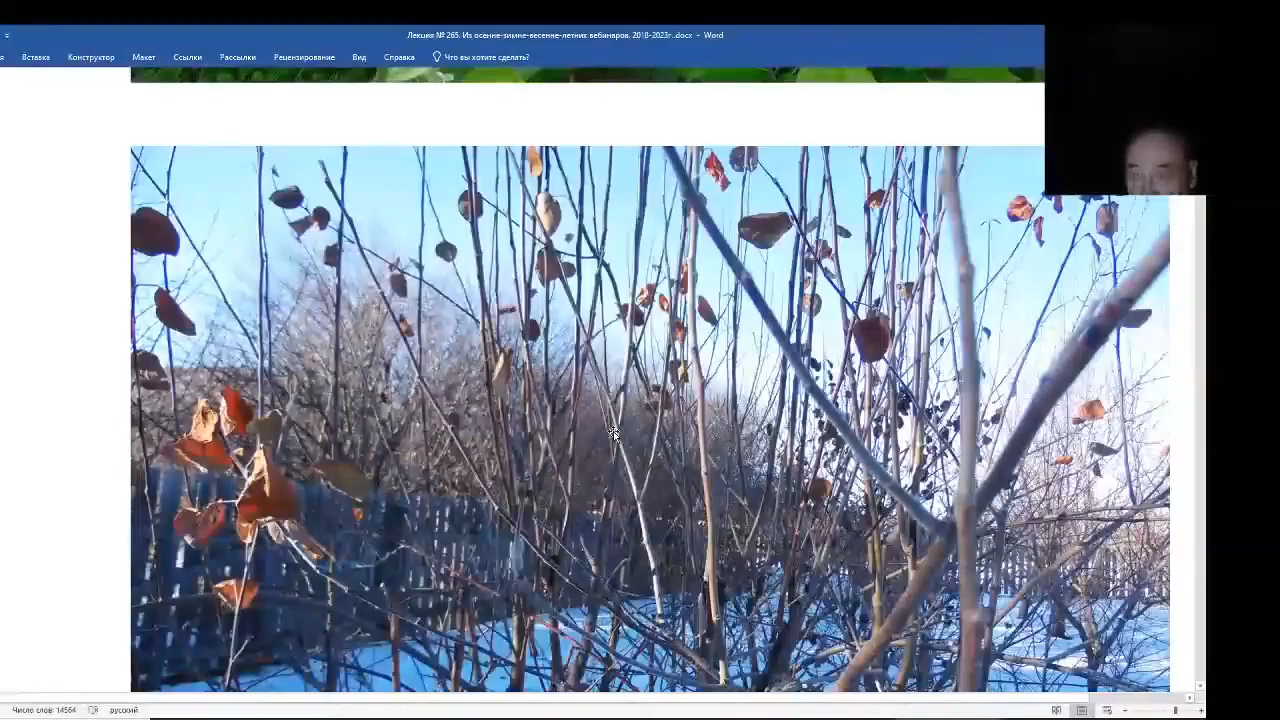 Лекция № 265. Из осенне-зимне-весенне-летних вебинаров. 2018-2023г..docx - Word
Вставка Конструктор Макет Ссылки Рассылки Рецензирование Вид Справка Что вы хотите сделать?
Число слов: 14564 русский